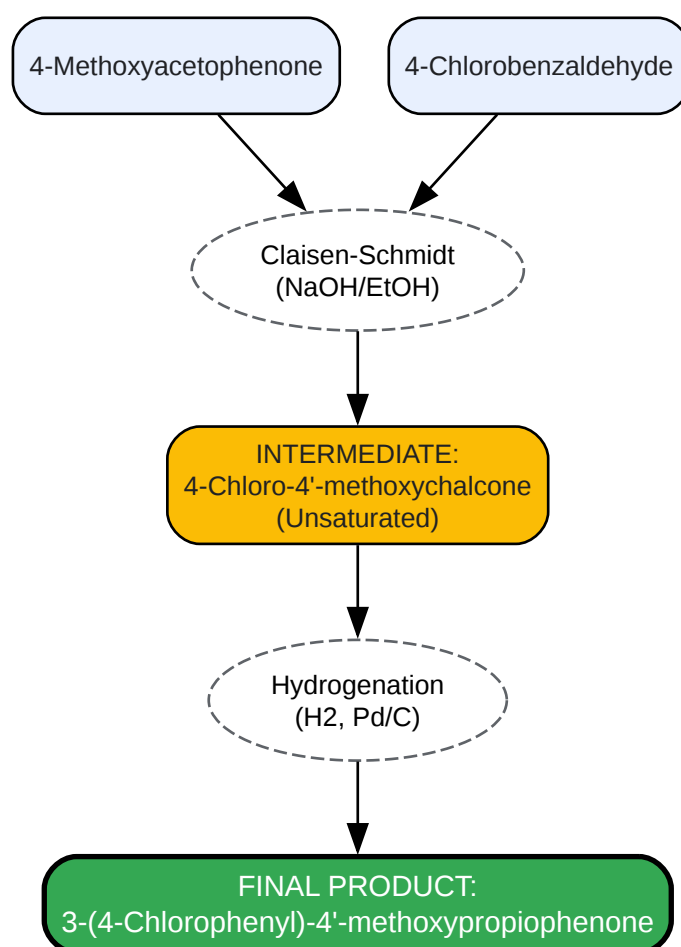 4-Methoxyacetophenone
4-Chlorobenzaldehyde
Claisen-Schmidt
(NaOH/EtOH)
INTERMEDIATE:
4-Chloro-4'-methoxychalcone
(Unsaturated)
Hydrogenation
(H2, Pd/C)
FINAL PRODUCT:
3-(4-Chlorophenyl)-4'-methoxypropiophenone